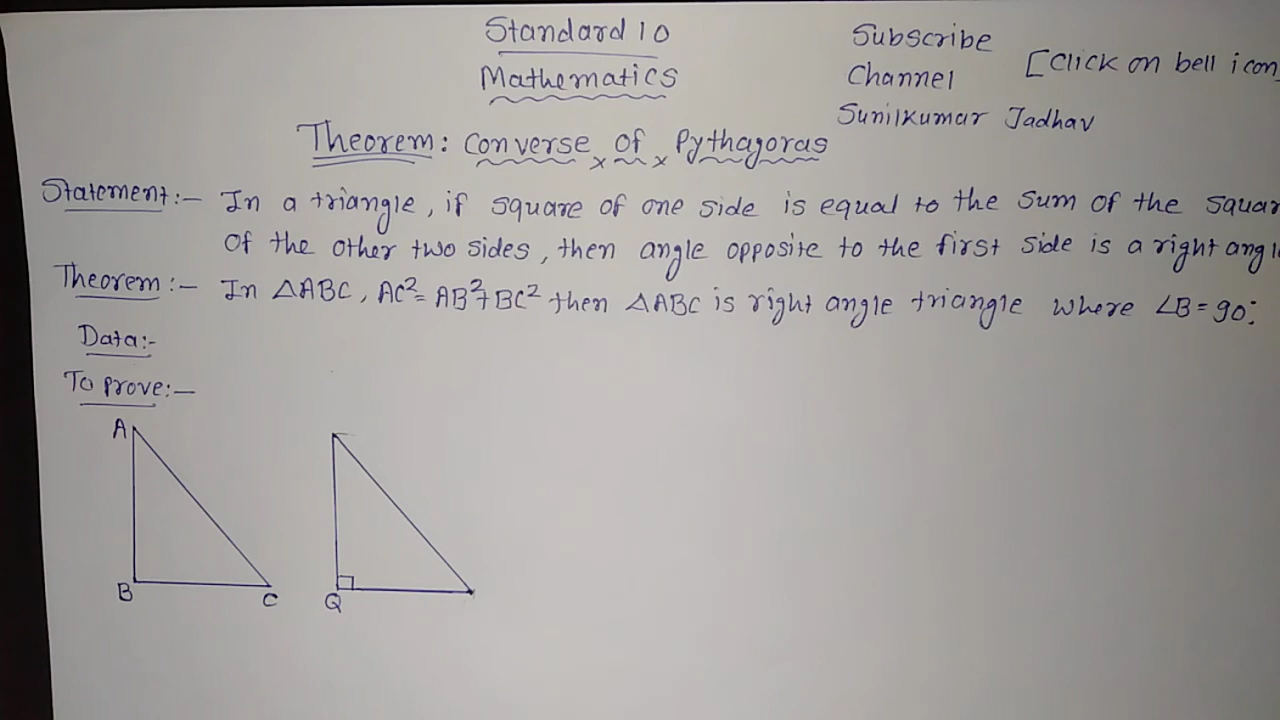 Standard 10
Mathematics
Subscribe
Channel
Sunilkumar Jadhav
[Click on bell icon
Theorem: Converse of Pythagoras
Statement:- In a triangle, if square of one side is equal to the sum of the squar
of the other two sides, then angle opposite to the first side is a right angl
Theorem:- In △ABC, AC²= AB²+BC² then △ABC is right angle triangle where ∠B=90°.
Data:-
To prove:-
A
B
C
Q